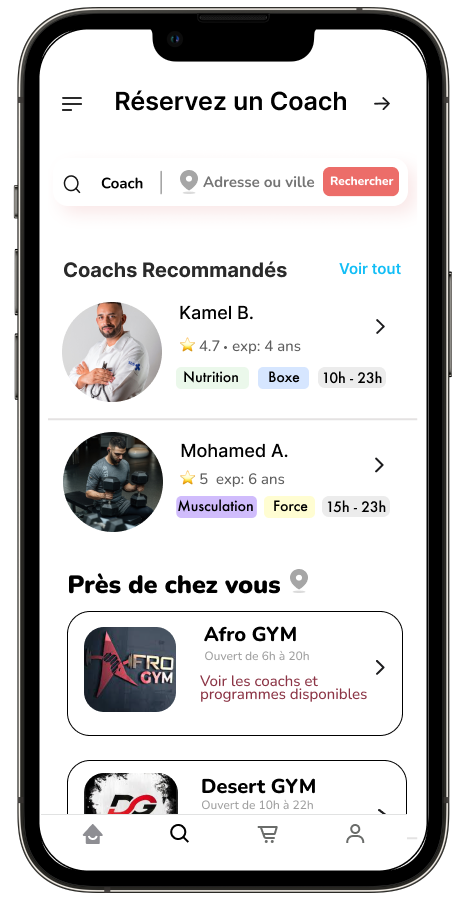 Réservez un Coach
Coach
Adresse ou ville
Rechercher
Coachs Recommandés
Voir tout
Kamel B.
4.7 • exp: 4 ans
Nutrition
Boxe
10h - 23h
Mohamed A.
5 exp: 6 ans
Musculation
Force
15h - 23h
Près de chez vous
AFRO
GYM
Afro GYM
Ouvert de 6h à 20h
Voir les coachs et
programmes disponibles
DG
Desert GYM
Ouvert de 10h à 22h